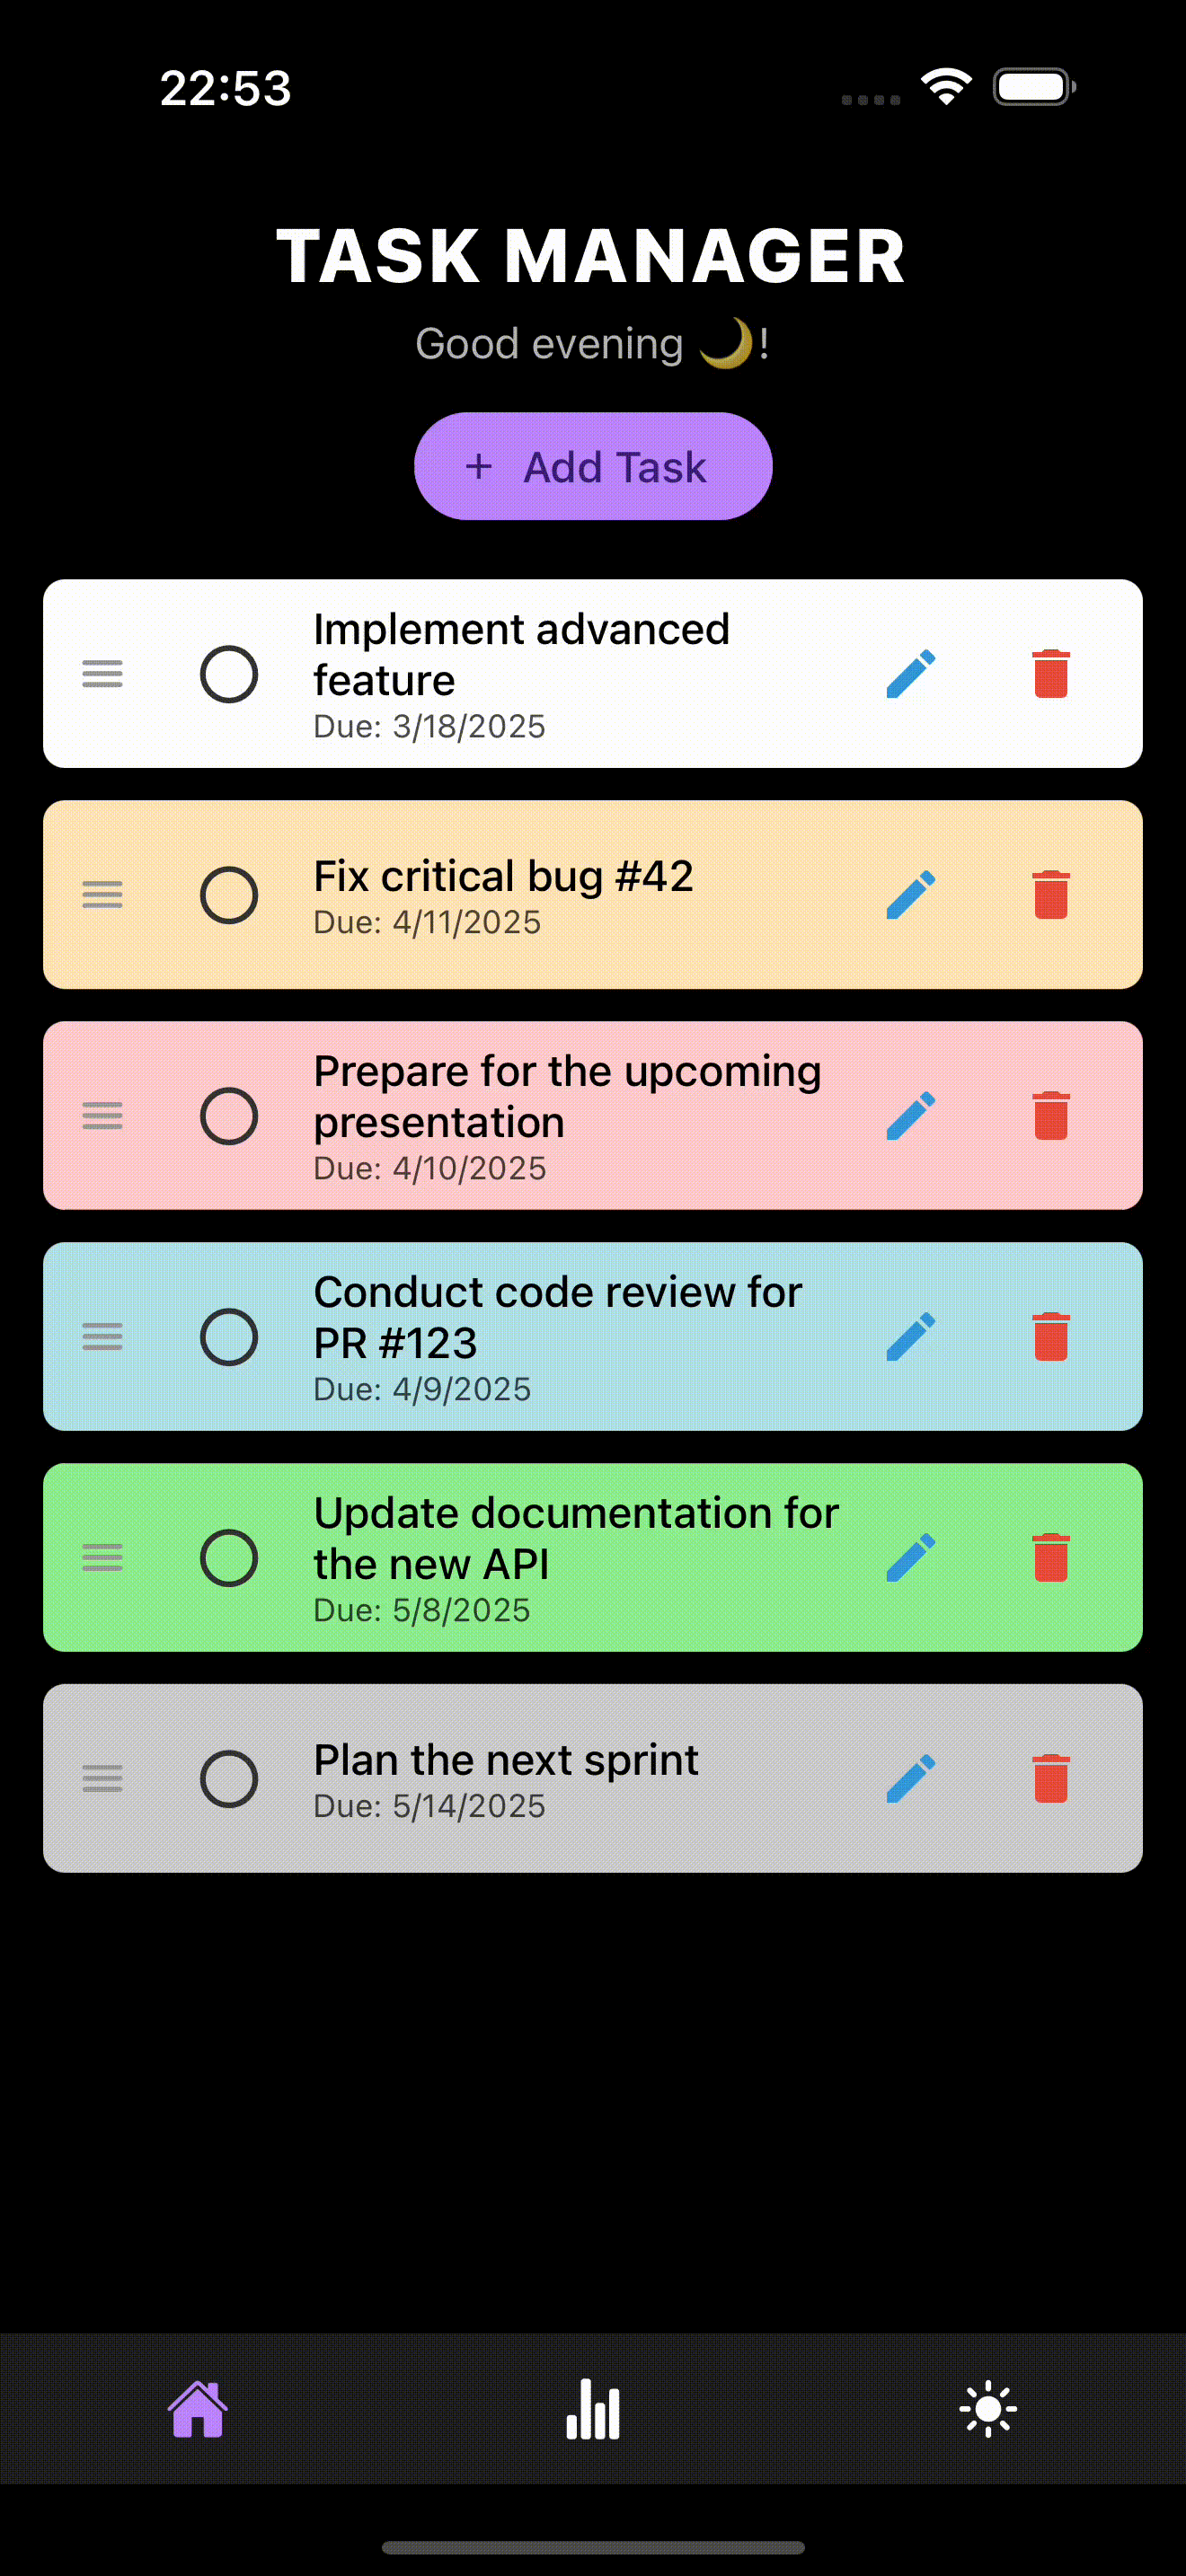 22:53
TASK MANAGER
Good evening 🌙!
+ Add Task
Implement advanced
feature
Due: 3/18/2025
Fix critical bug #42
Due: 4/11/2025
Prepare for the upcoming
presentation
Due: 4/10/2025
Conduct code review for
PR #123
Due: 4/9/2025
Update documentation for
the new API
Due: 5/8/2025
Plan the next sprint
Due: 5/14/2025